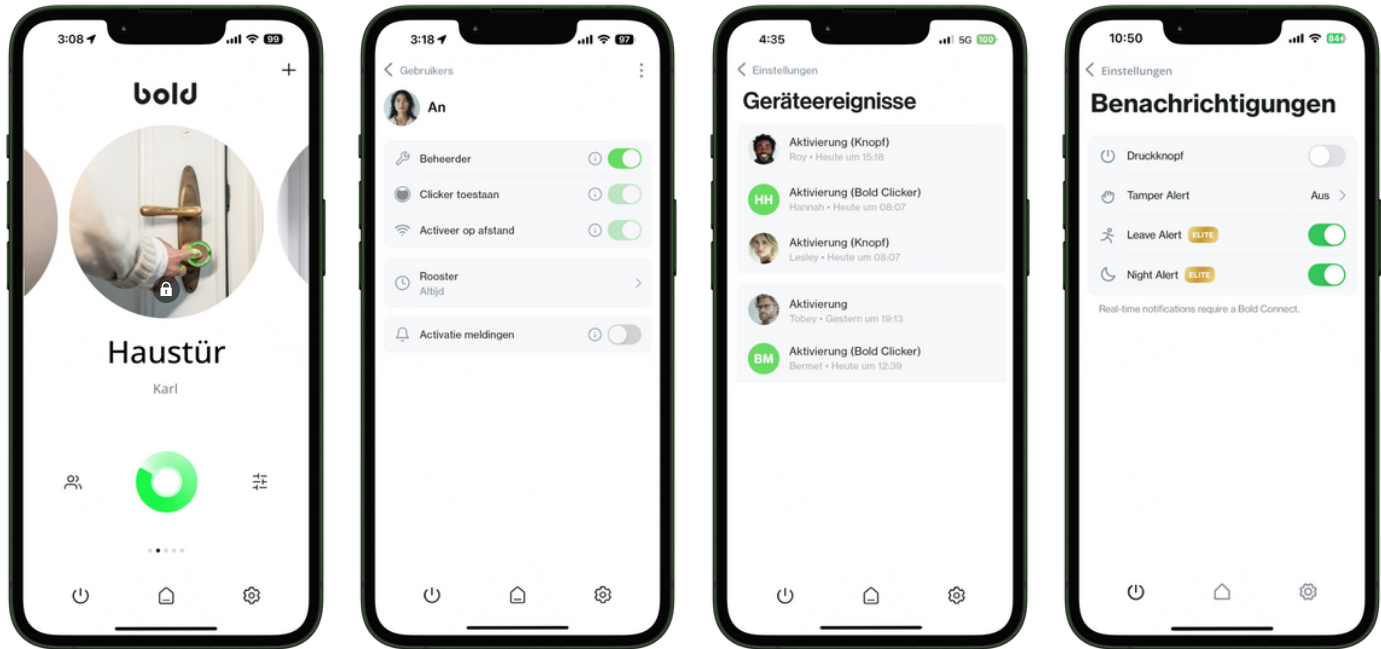 3:08
99
bold
Haustür
Karl
3:18
97
Gebruikers
An
Beheerder
Clicker toestaan
Activeer op afstand
Rooster
Altijd
Activatie meldingen
4:35
5G 100
Einstellungen
Geräteereignisse
Aktivierung (Knopf)
Roy • Heute um 15:18
HH
Aktivierung (Bold Clicker)
Hannah • Heute um 08:07
Aktivierung (Knopf)
Lesley • Heute um 08:07
Aktivierung
Tobey • Gestern um 19:13
BM
Aktivierung (Bold Clicker)
Bermet • Heute um 12:39
10:50
84
Einstellungen
Benachrichtigungen
Druckknopf
Tamper Alert Aus
Leave Alert ELITE
Night Alert ELITE
Real-time notifications require a Bold Connect.